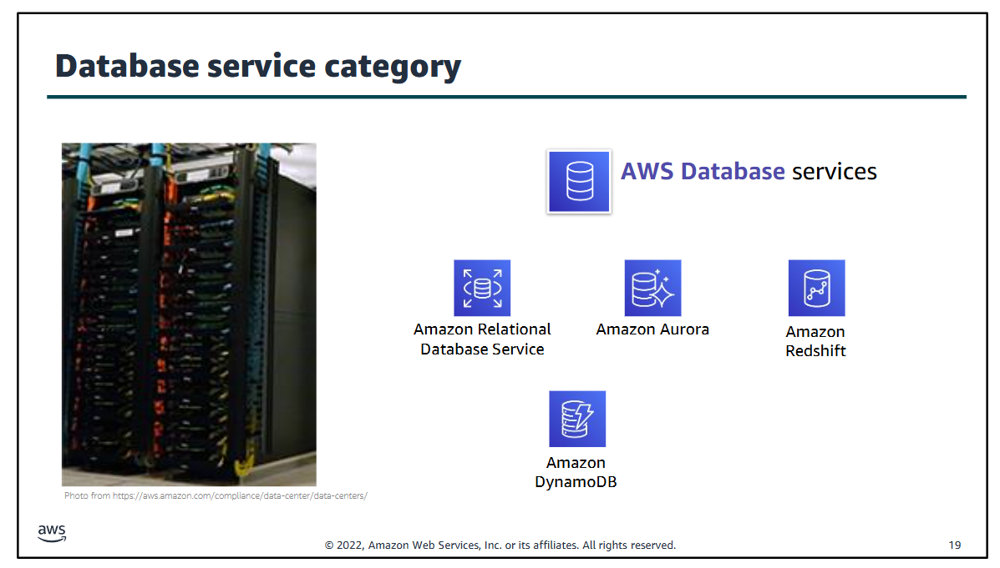 Database service category
AWS Database services
Amazon Relational
Database Service
Amazon Aurora
Amazon
Redshift
Amazon
DynamoDB
Photo from https://aws.amazon.com/compliance/data-center/data-centers/
aws
© 2022, Amazon Web Services, Inc. or its affiliates. All rights reserved.
19